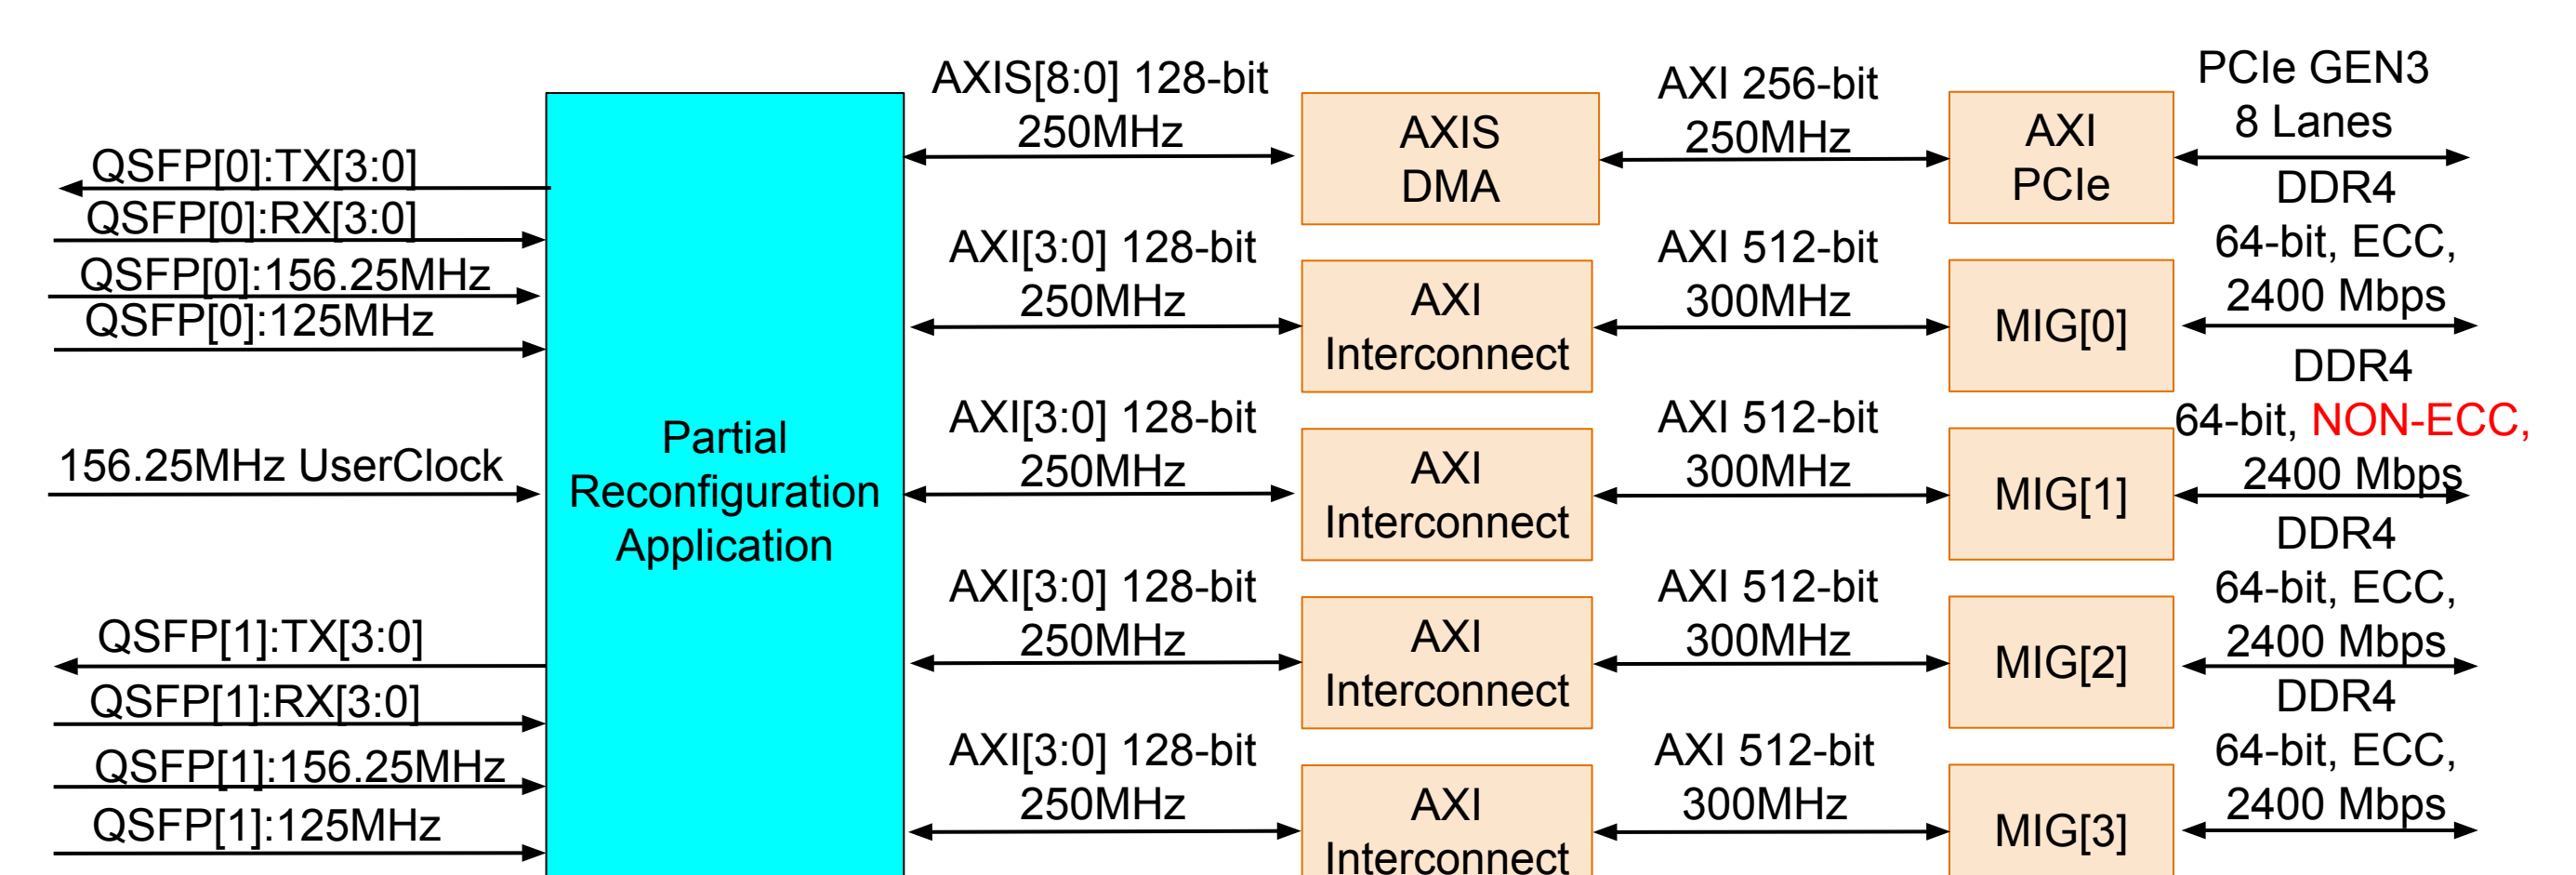 QSFP[0]:TX[3:0]
QSFP[0]:RX[3:0]
QSFP[0]:156.25MHz
QSFP[0]:125MHz
156.25MHz UserClock
QSFP[1]:TX[3:0]
QSFP[1]:RX[3:0]
QSFP[1]:156.25MHz
QSFP[1]:125MHz
Partial
Reconfiguration
Application
AXIS[8:0] 128-bit
250MHz
AXIS
DMA
AXI 256-bit
250MHz
AXI
PCIe
PCIe GEN3
8 Lanes
AXI[3:0] 128-bit
250MHz
AXI
Interconnect
AXI 512-bit
300MHz
MIG[0]
DDR4
64-bit, ECC,
2400 Mbps
AXI[3:0] 128-bit
250MHz
AXI
Interconnect
AXI 512-bit
300MHz
MIG[1]
DDR4
64-bit, NON-ECC,
2400 Mbps
AXI[3:0] 128-bit
250MHz
AXI
Interconnect
AXI 512-bit
300MHz
MIG[2]
DDR4
64-bit, ECC,
2400 Mbps
AXI[3:0] 128-bit
250MHz
AXI
Interconnect
AXI 512-bit
300MHz
MIG[3]
DDR4
64-bit, ECC,
2400 Mbps